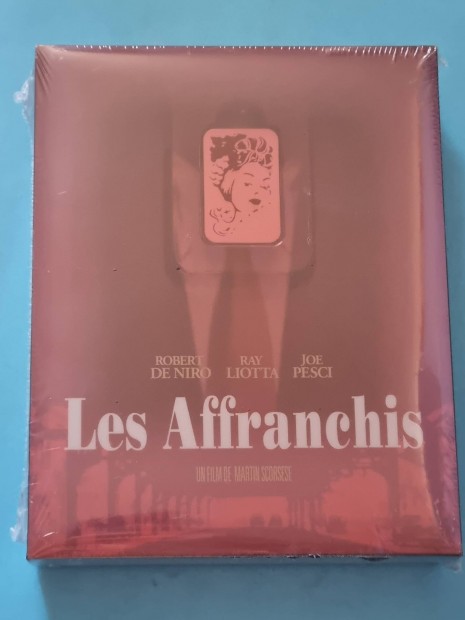 ROBERT RAY JOE
DE NIRO LIOTTA PESCI
Les Affranchis
UN FILM DE MARTIN SCORSESE